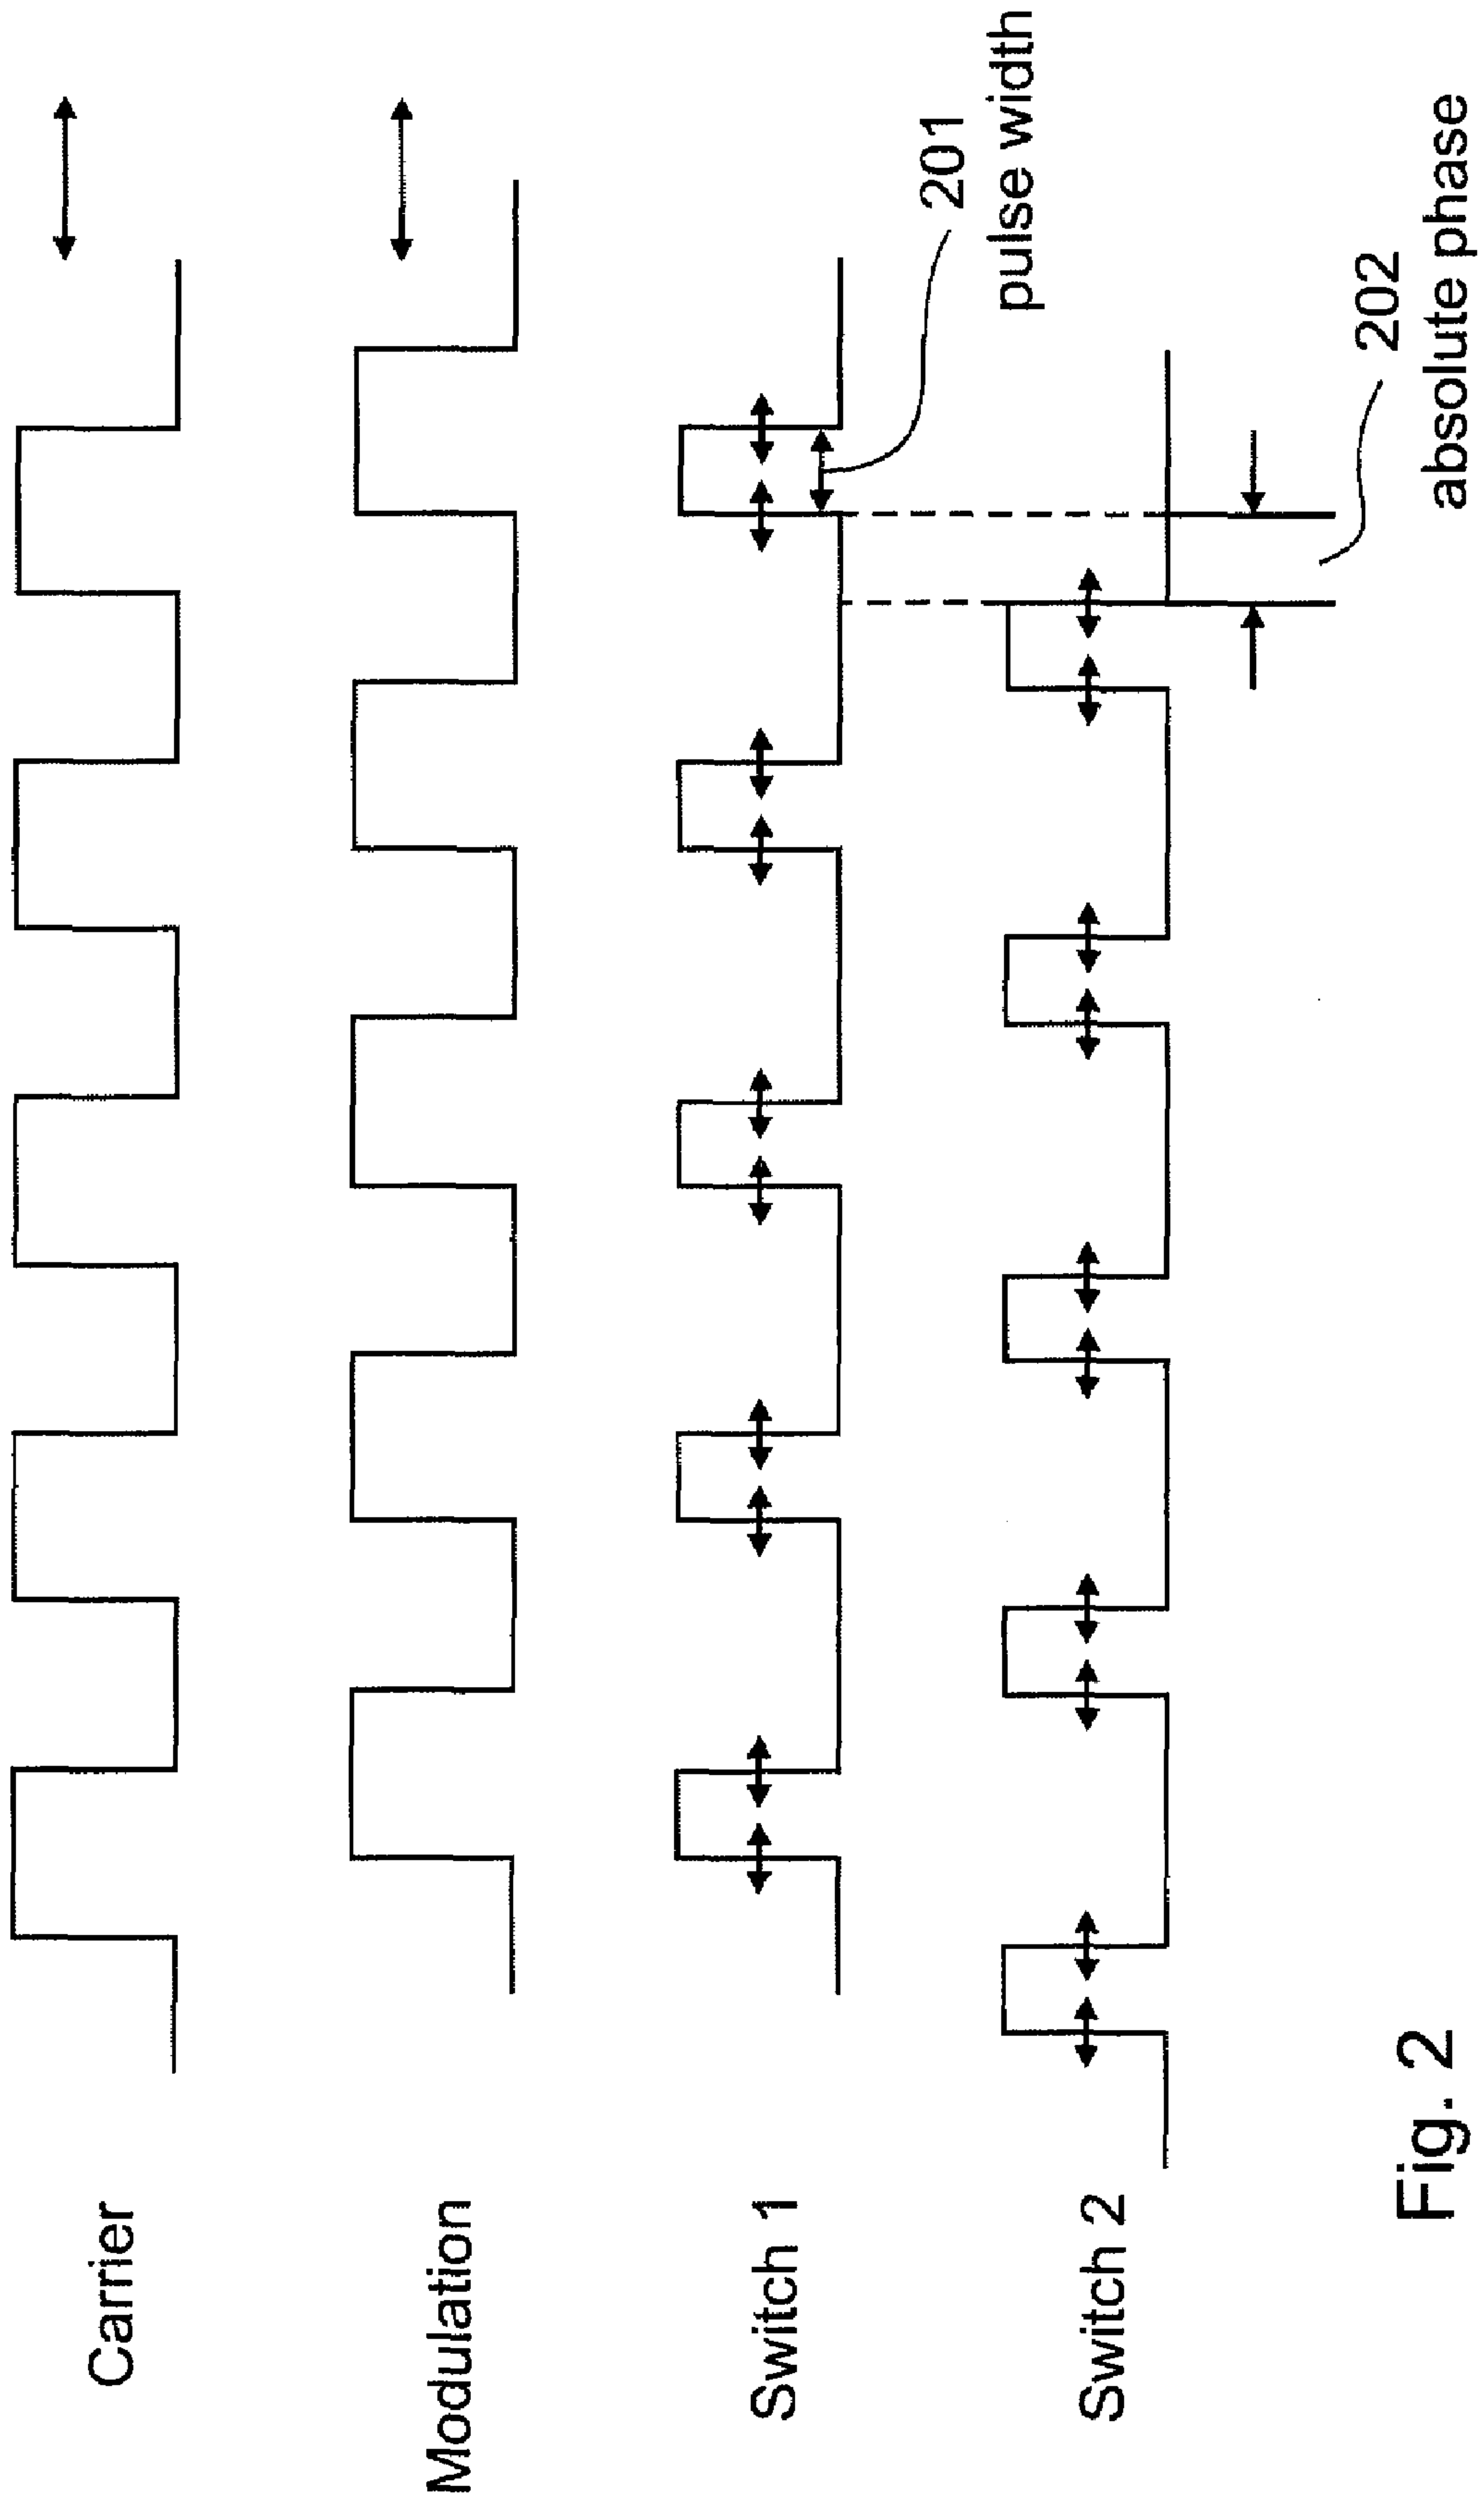 Carrier
Modulation
Switch 1
201
pulse width
Switch 2
202
absolute phase
Fig. 2